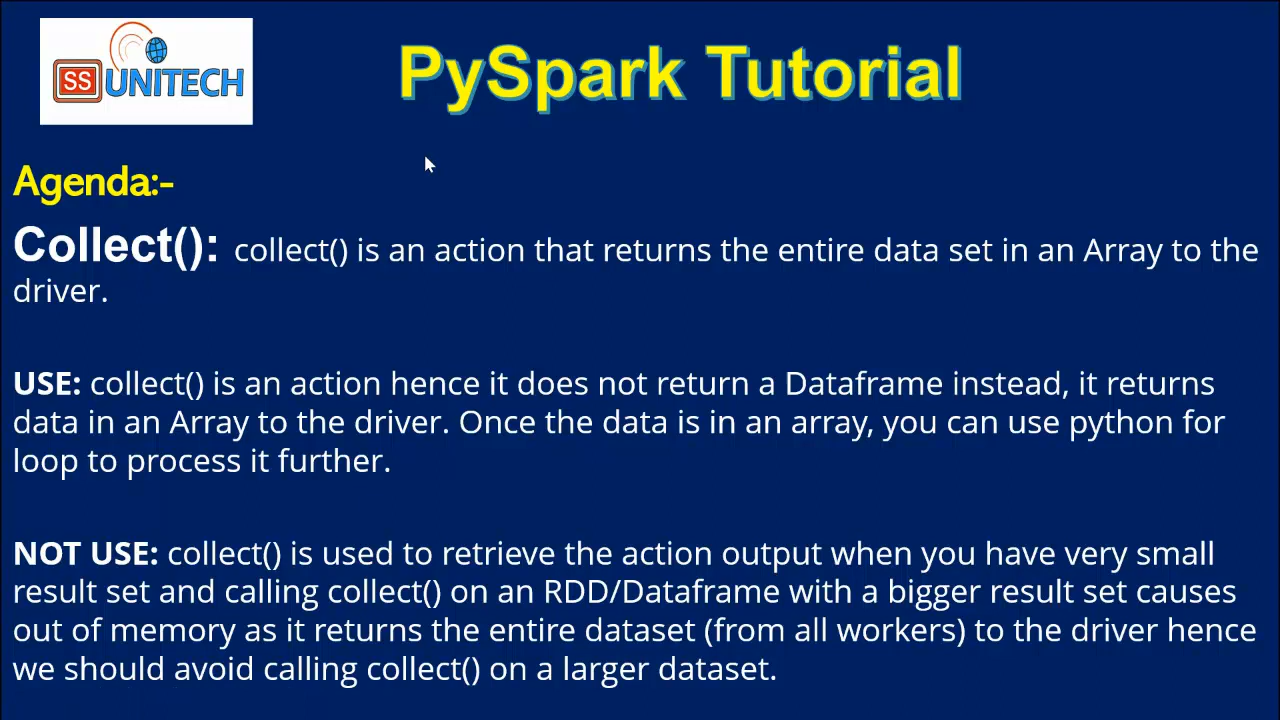 SS UNITECH
PySpark Tutorial
Agenda:-
Collect(): collect() is an action that returns the entire data set in an Array to the
driver.
USE: collect() is an action hence it does not return a Dataframe instead, it returns
data in an Array to the driver. Once the data is in an array, you can use python for
loop to process it further.
NOT USE: collect() is used to retrieve the action output when you have very small
result set and calling collect() on an RDD/Dataframe with a bigger result set causes
out of memory as it returns the entire dataset (from all workers) to the driver hence
we should avoid calling collect() on a larger dataset.